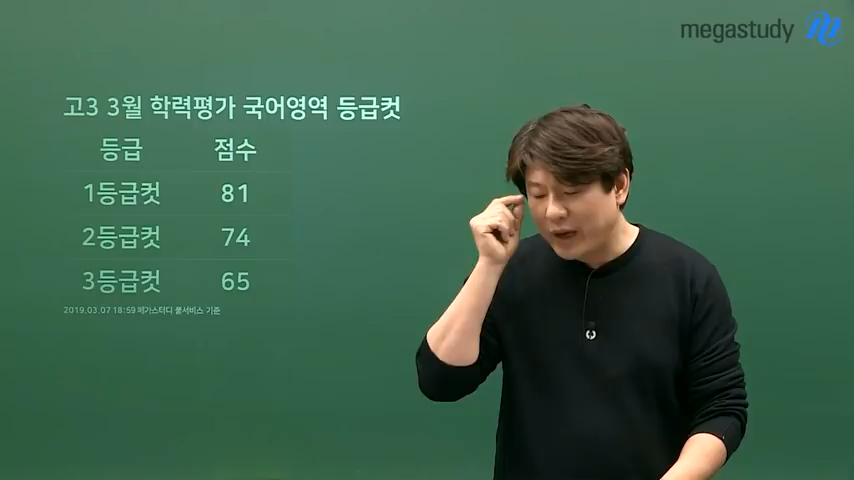 megastudy
고3 3월 학력평가 국어영역 등급컷
등급 점수
1등급컷 81
2등급컷 74
3등급컷 65
2019.03.07 18:59 메가스터디 풀서비스 기준